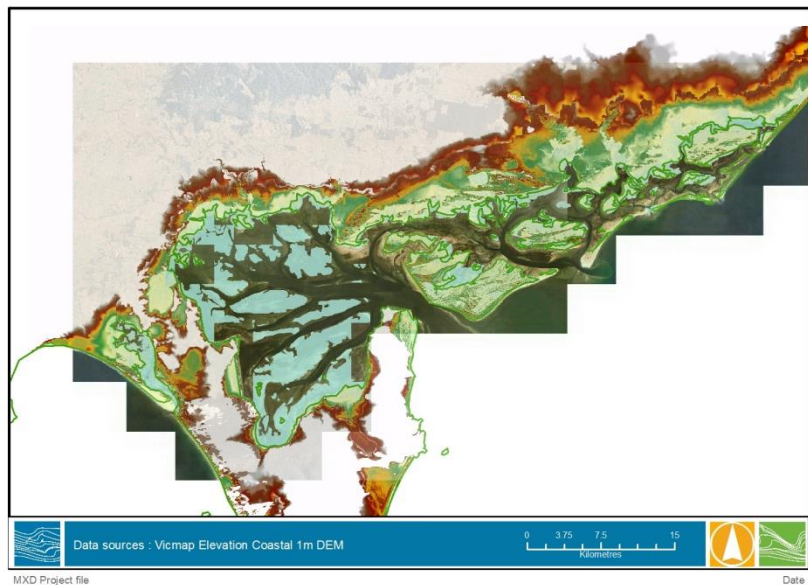 Data sources : Vicmap Elevation Coastal 1m DEM
0 3.75 7.5 15
Kilometres
MXD Project file
Date